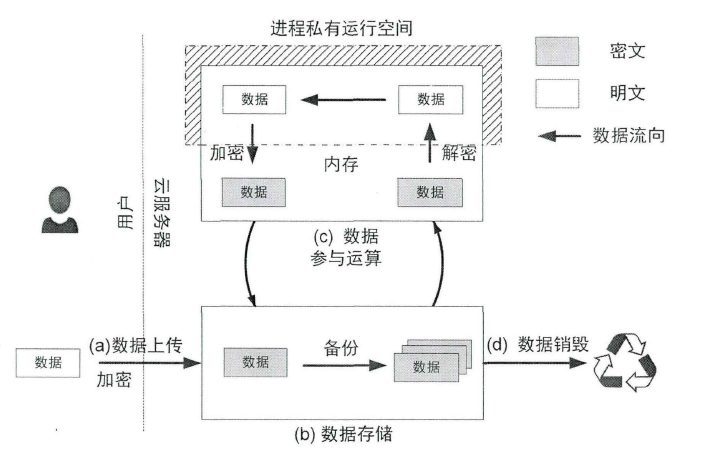 进程私有运行空间
密文
明文
数据流向
数据
数据
加密
内存
解密
数据
数据
用户
云服务器
(c) 数据
参与运算
数据
(a)数据上传
加密
数据
备份
数据
(d) 数据销毁
(b) 数据存储